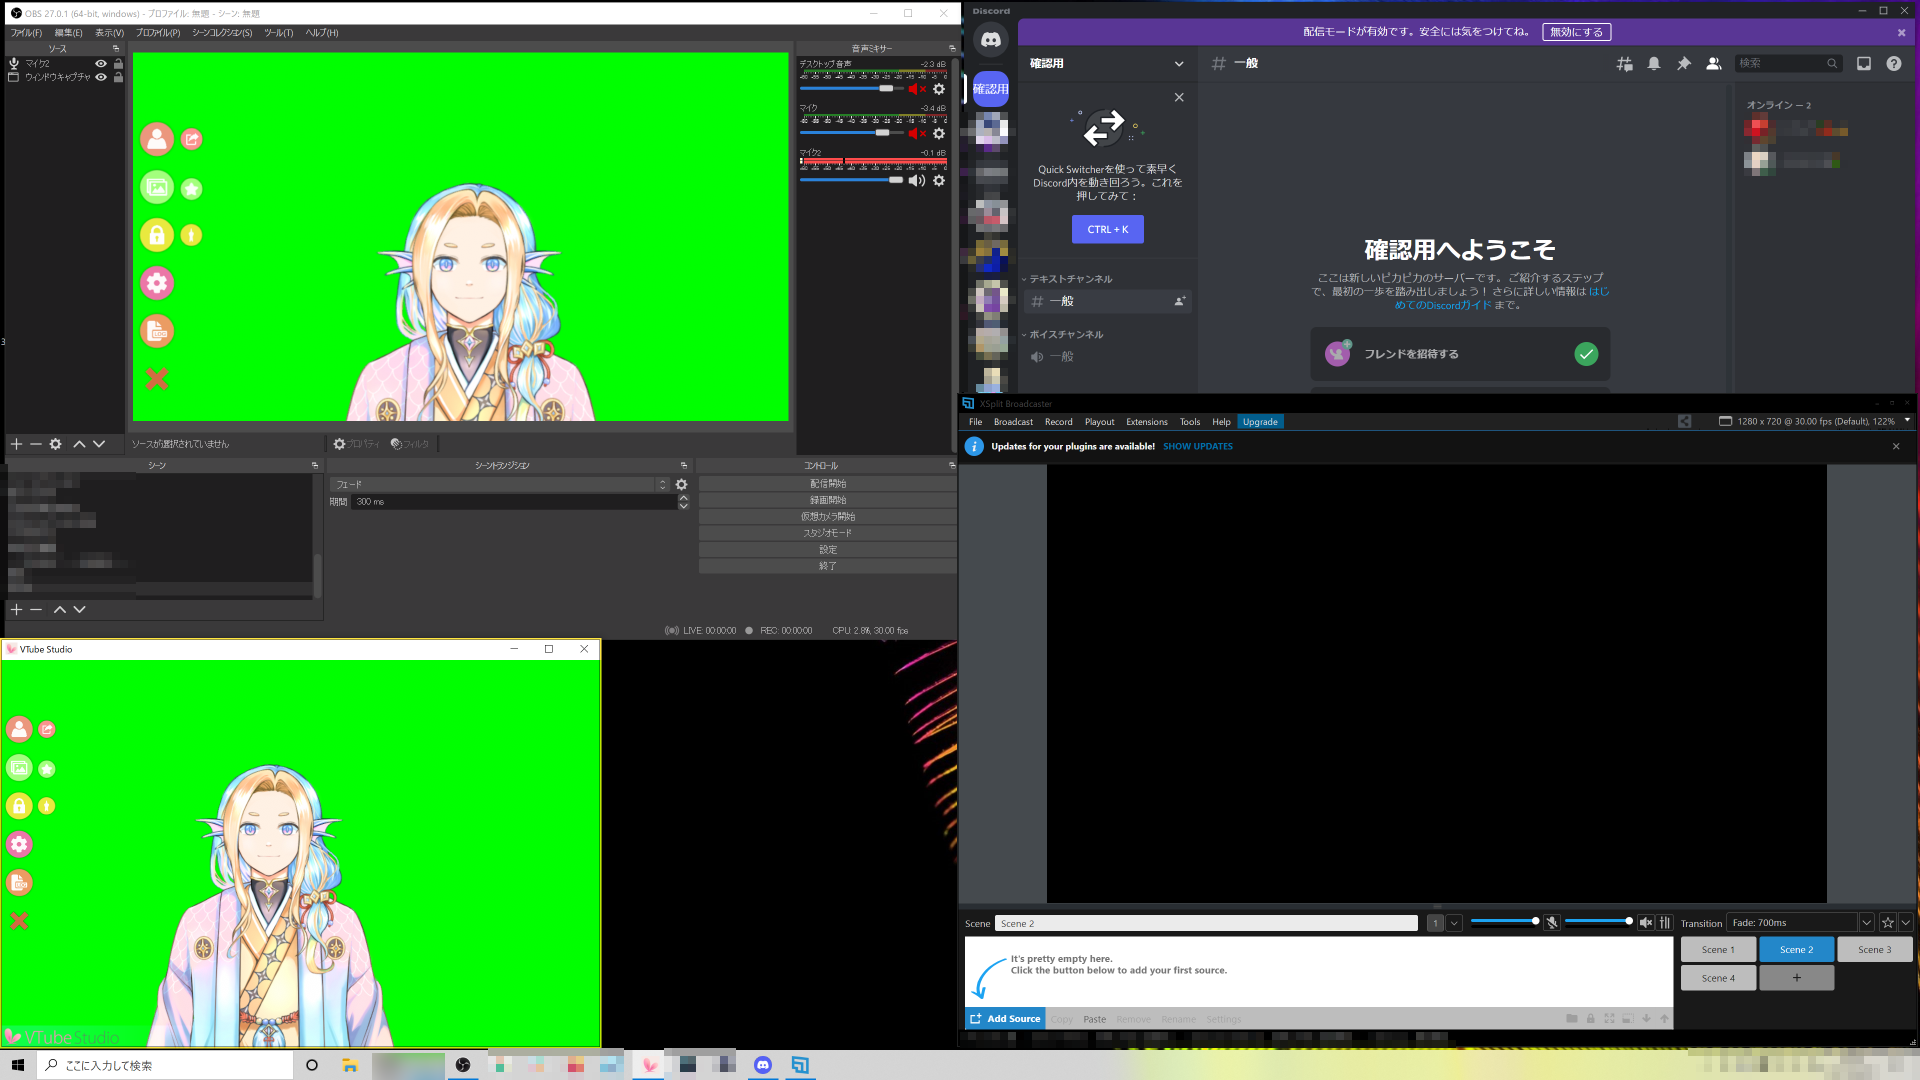 OBS 27.0.1 (64-bit, windows) - プロファイル: 無題 - シーン: 無題
ファイル(F) 編集(E) 表示(V) プロファイル(P) シーンコレクション(S) ツール(T) ヘルプ(H)
ソース
マイク2
ウィンドウキャプチャ
音声ミキサー
デスクトップ音声 -2.3 dB
マイク -3.4 dB
マイク2 -0.1 dB
ソースが選択されていません
プロパティ フィルタ
シーン
シーントランジション
フェード
期間 300 ms
コントロール
配信開始
録画開始
仮想カメラ開始
スタジオモード
設定
終了
LIVE: 00:00:00 REC: 00:00:00 CPU: 2.8%, 30.00 fps
Discord
配信モードが有効です。安全には気をつけてね。 無効にする
確認用
確認用
一般
検索
Quick Switcherを使って素早く
Discord内を動き回ろう。これを
押してみて：
CTRL + K
テキストチャンネル
一般
ボイスチャンネル
一般
オンライン ー 2
確認用へようこそ
ここは新しいピカピカのサーバーです。ご紹介するステップ
で、最初の一歩を踏み出しましょう！ さらに詳しい情報は はじ
めてのDiscordガイド まで。
フレンドを招待する
XSplit Broadcaster
File Broadcast Record Playout Extensions Tools Help Upgrade
1280 x 720 @ 30.00 fps (Default), 122%
Updates for your plugins are available! SHOW UPDATES
Scene Scene 2
1
Transition Fade: 700ms
It's pretty empty here.
Click the button below to add your first source.
Scene 1 Scene 2 Scene 3
Scene 4 +
Add Source Copy Paste Remove Rename Settings
VTube Studio
LOG
VTubeStudio
ここに入力して検索